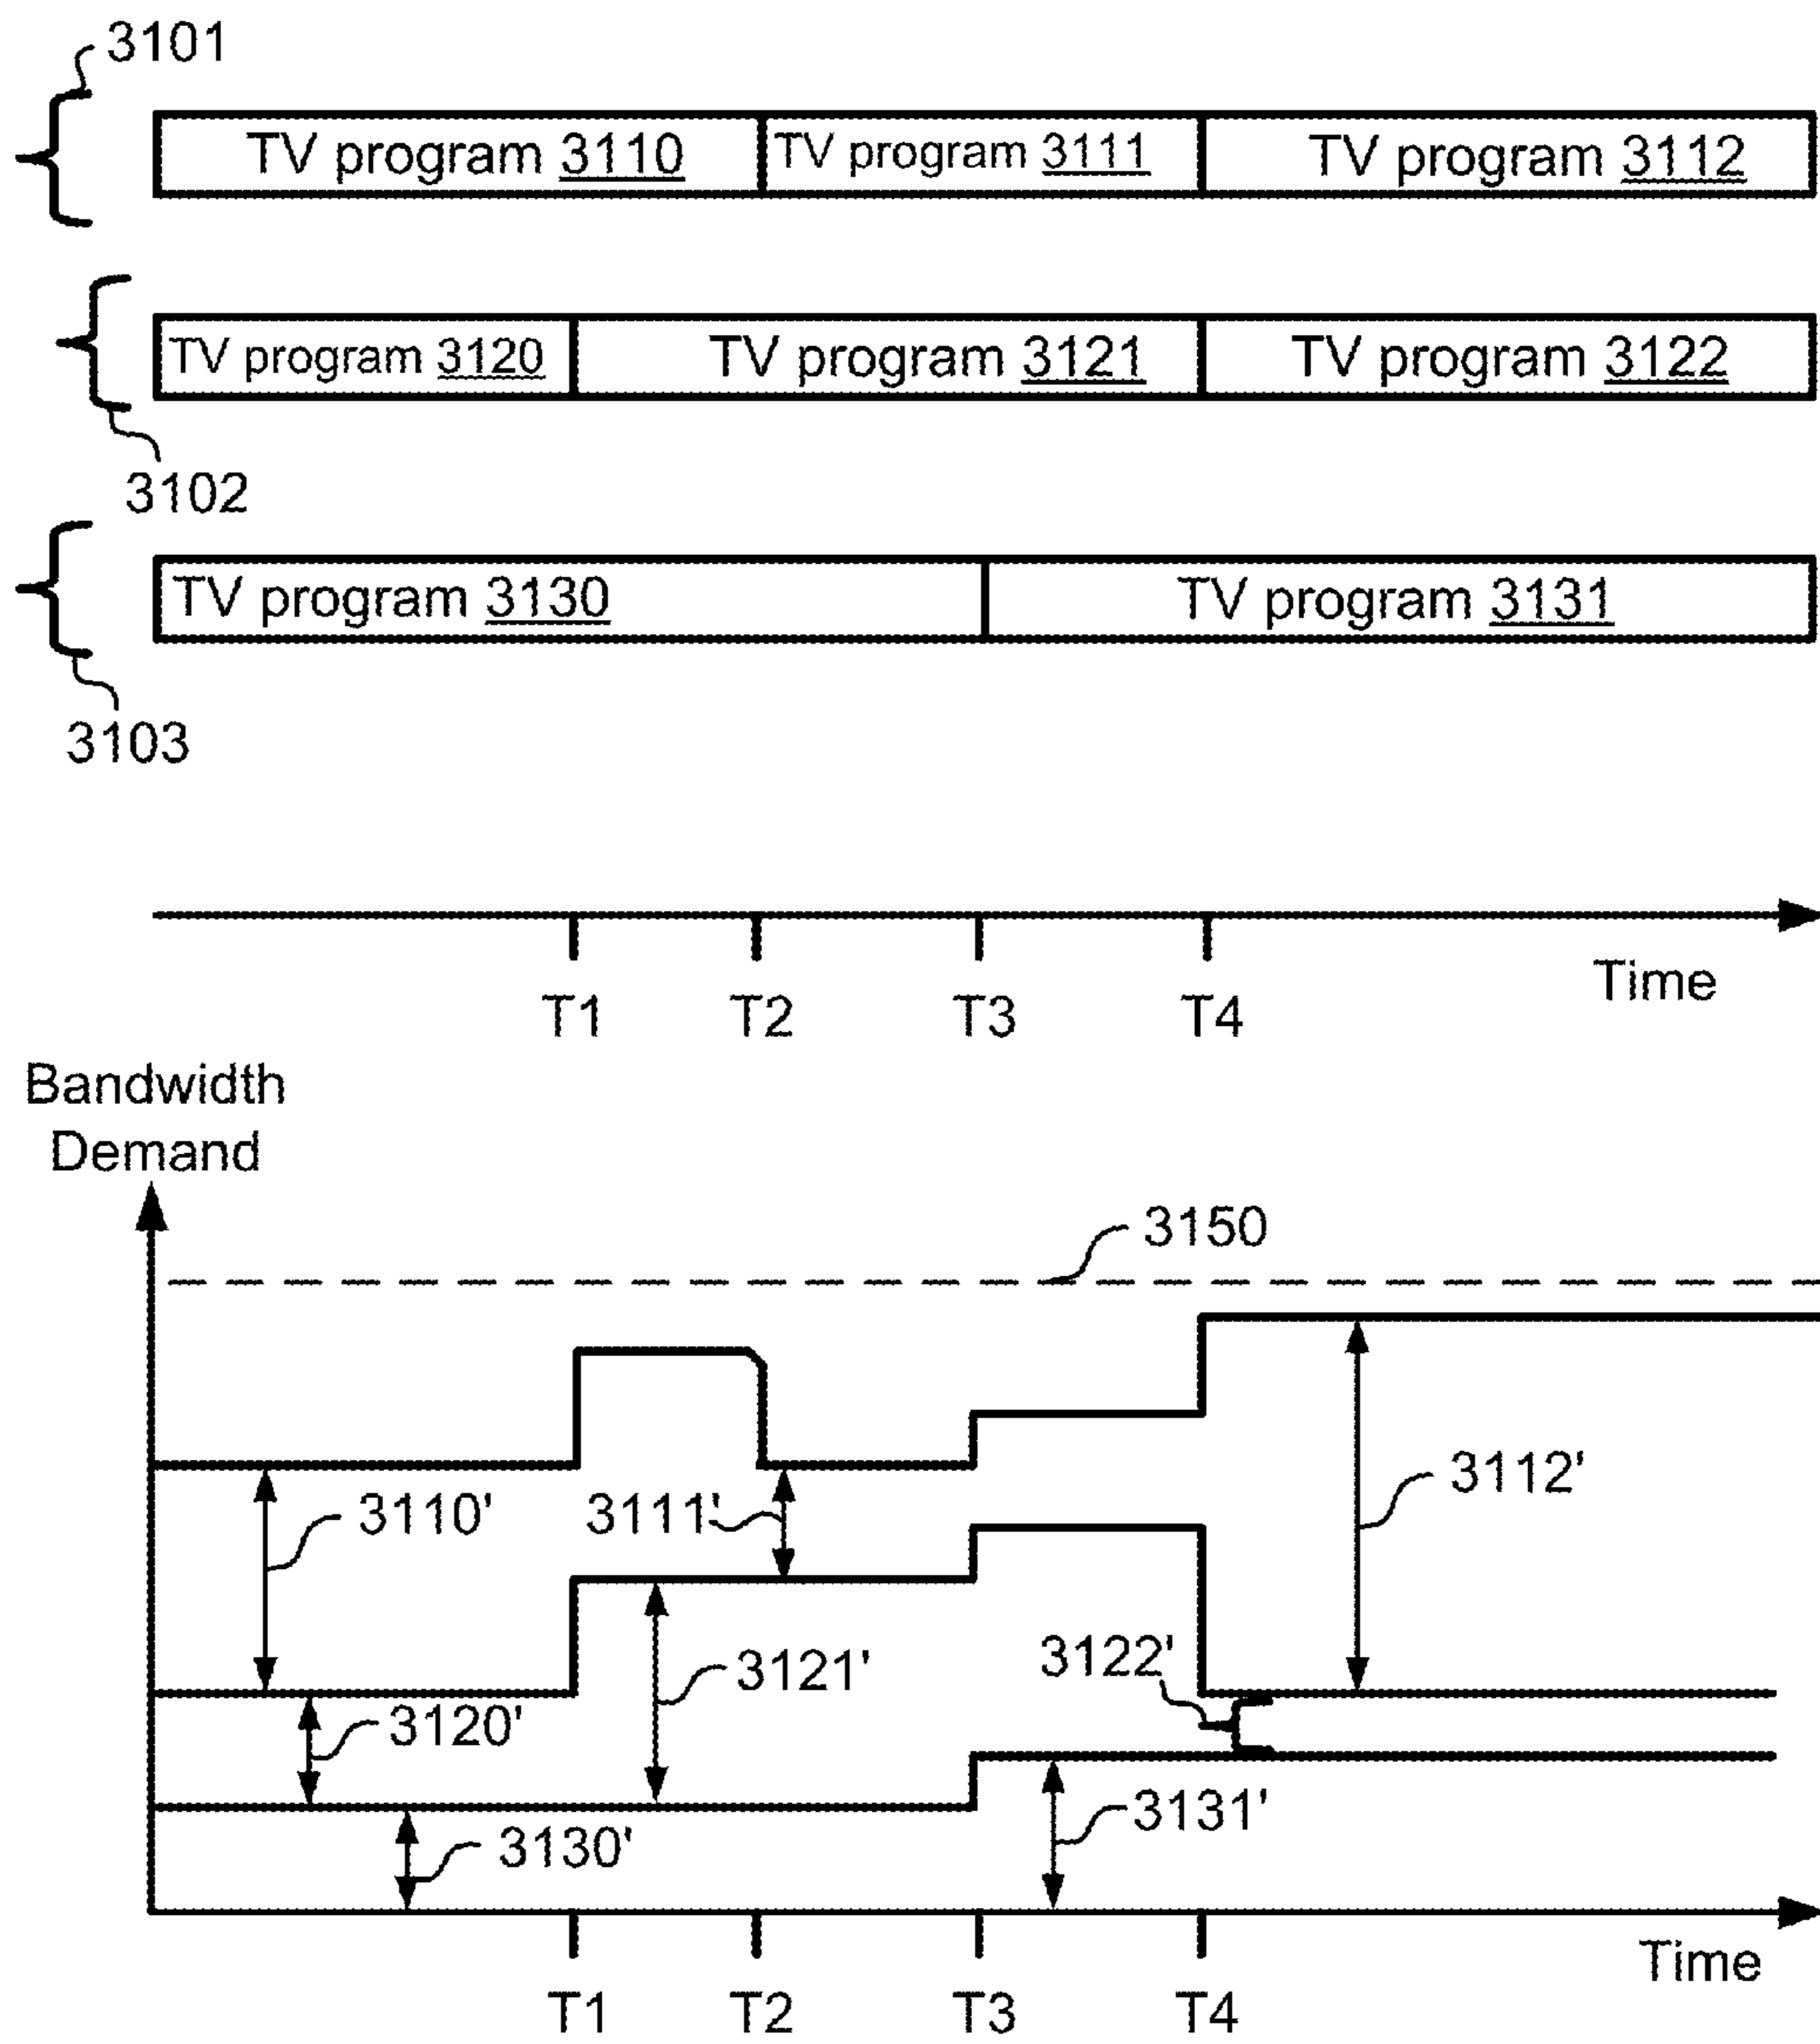 3101
TV program 3110 TV program 3111 TV program 3112
TV program 3120 TV program 3121 TV program 3122
3102
TV program 3130 TV program 3131
3103
Time
T1 T2 T3 T4
Bandwidth
Demand
3150
3110' 3111' 3112'
3120' 3121' 3122'
3130' 3131'
Time
T1 T2 T3 T4